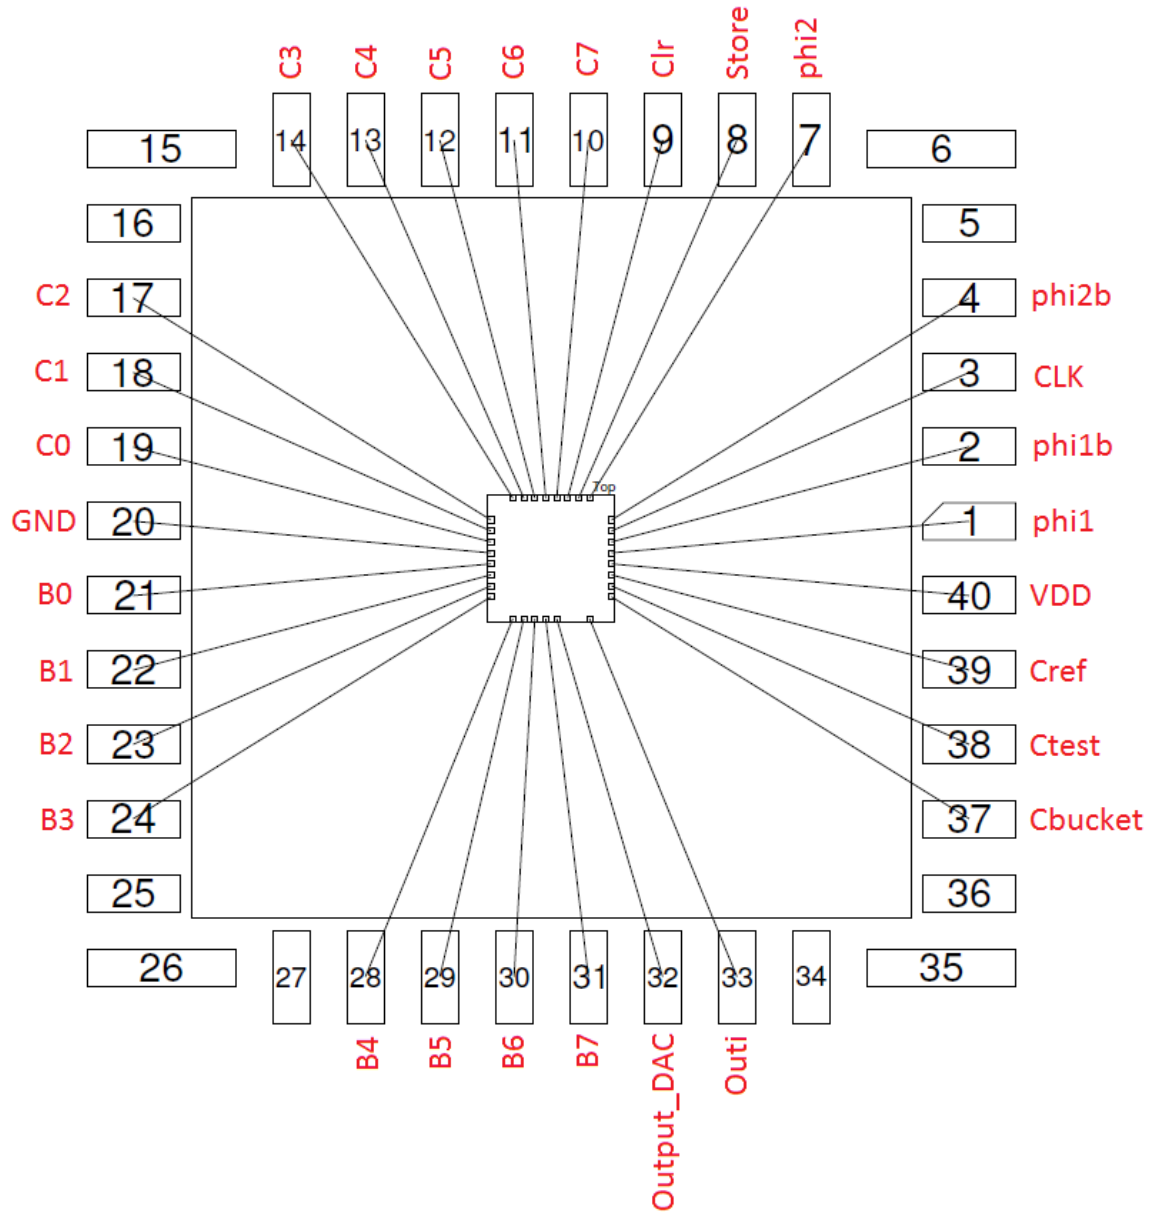 C3 C4 C5 C6 C7 Clr Store phi2
15 14 13 12 11 10 9 8 7 6
16 5
C2 17 4 phi2b
C1 18 3 CLK
C0 19 2 phi1b
Top
GND 20 1 phi1
B0 21 40 VDD
B1 22 39 Cref
B2 23 38 Ctest
B3 24 37 Cbucket
25 36
26 27 28 29 30 31 32 33 34 35
B4 B5 B6 B7 Output_DAC Outi